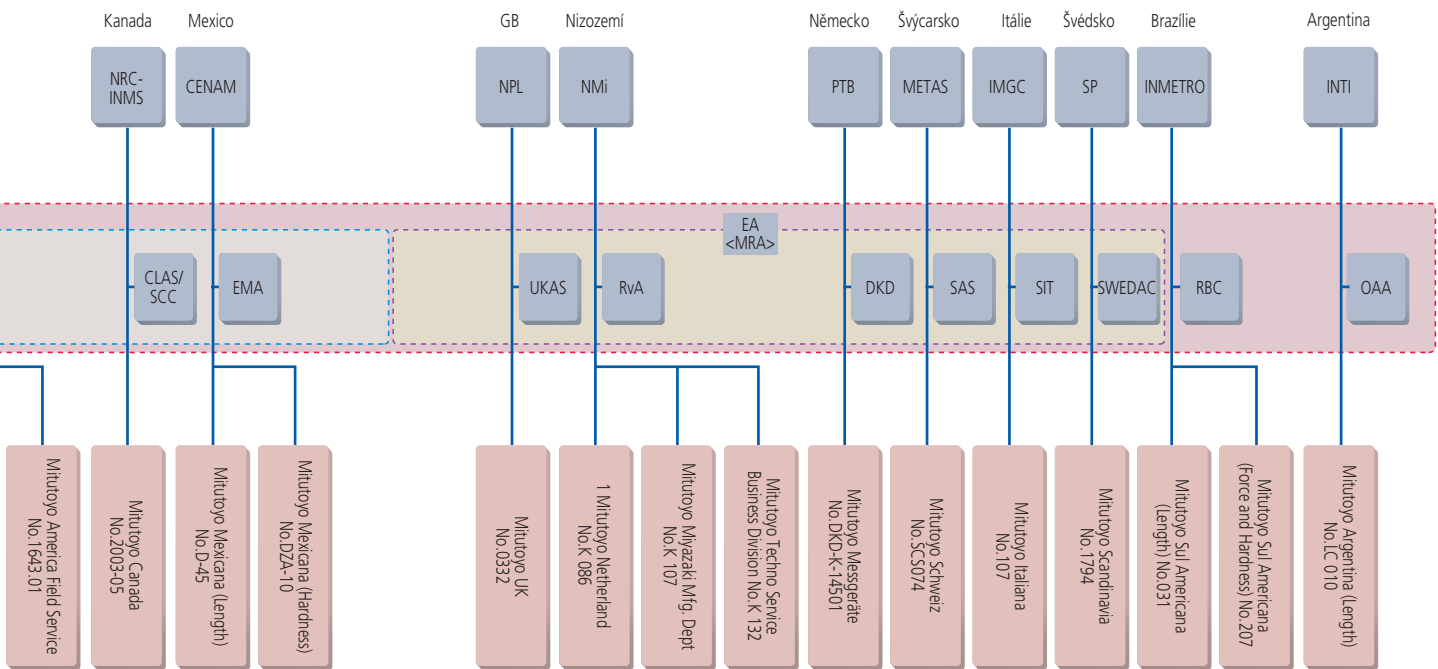 Kanada
Mexico
GB
Nizozemí
Německo
Švýcarsko
Itálie
Švédsko
Brazílie
Argentina
NRC-
INMS
CENAM
NPL
NMi
PTB
METAS
IMGC
SP
INMETRO
INTI
EA
<MRA>
CLAS/
SCC
EMA
UKAS
RvA
DKD
SAS
SIT
SWEDAC
RBC
OAA
Mitutoyo America Field Service
No.1643.01
Mitutoyo Canada
No.2003-05
Mitutoyo Mexicana (Length)
No.D-45
Mitutoyo Mexicana (Hardness)
No.DZA-10
Mitutoyo UK
No.0332
1 Mitutoyo Netherland
No.K 086
Mitutoyo Miyazaki Mfg. Dept
No.K 107
Mitutoyo Techno Service
Business Division No.K 132
Mitutoyo Messgeräte
No.DKD-K-14501
Mitutoyo Schweiz
No.SCS074
Mitutoyo Italiana
No.107
Mitutoyo Scandinavia
No.1794
Mitutoyo Sul Americana
(Length) No.031
Mitutoyo Sul Americana
(Force and Hardness) No.207
Mitutoyo Argentina (Length)
No.LC 010